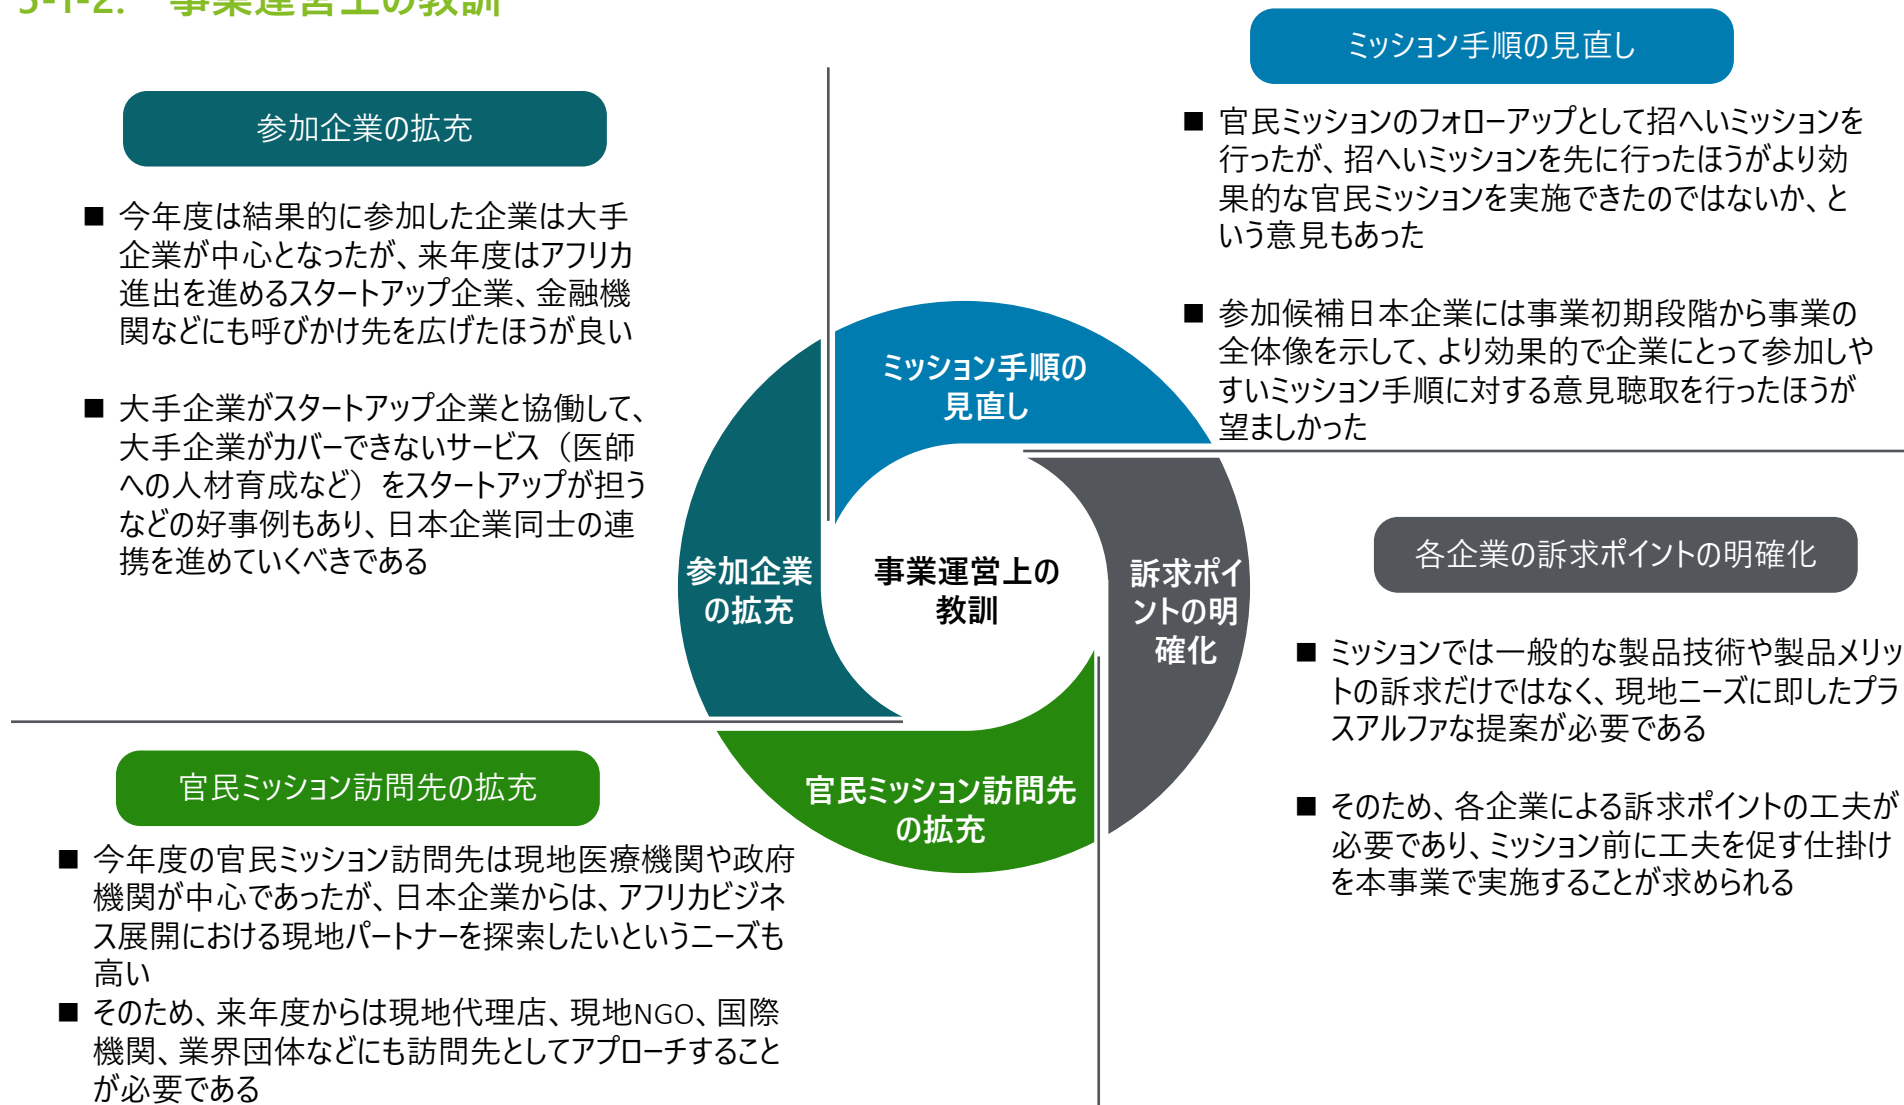 5-1-2. 事業運営上の教訓
参加企業の拡充
■ 今年度は結果的に参加した企業は大手
企業が中心となったが、来年度はアフリカ
進出を進めるスタートアップ企業、金融機
関などにも呼びかけ先を広げたほうが良い
■ 大手企業がスタートアップ企業と協働して、
大手企業がカバーできないサービス（医師
への人材育成など）をスタートアップが担う
などの好事例もあり、日本企業同士の連
携を進めていくべきである
ミッション手順の見直し
■ 官民ミッションのフォローアップとして招へいミッションを
行ったが、招へいミッションを先に行ったほうがより効
果的な官民ミッションを実施できたのではないか、と
いう意見もあった
■ 参加候補日本企業には事業初期段階から事業の
全体像を示して、より効果的で企業にとって参加しや
すいミッション手順に対する意見聴取を行ったほうが
望ましかった
ミッション手順の
見直し
参加企業
の拡充
事業運営上の
教訓
訴求ポイ
ントの明
確化
官民ミッション訪問先
の拡充
各企業の訴求ポイントの明確化
■ ミッションでは一般的な製品技術や製品メリッ
トの訴求だけではなく、現地ニーズに即したプラ
スアルファな提案が必要である
■ そのため、各企業による訴求ポイントの工夫が
必要であり、ミッション前に工夫を促す仕掛け
を本事業で実施することが求められる
官民ミッション訪問先の拡充
■ 今年度の官民ミッション訪問先は現地医療機関や政府
機関が中心であったが、日本企業からは、アフリカビジネ
ス展開における現地パートナーを探索したいというニーズも
高い
■ そのため、来年度からは現地代理店、現地NGO、国際
機関、業界団体などにも訪問先としてアプローチすること
が必要である